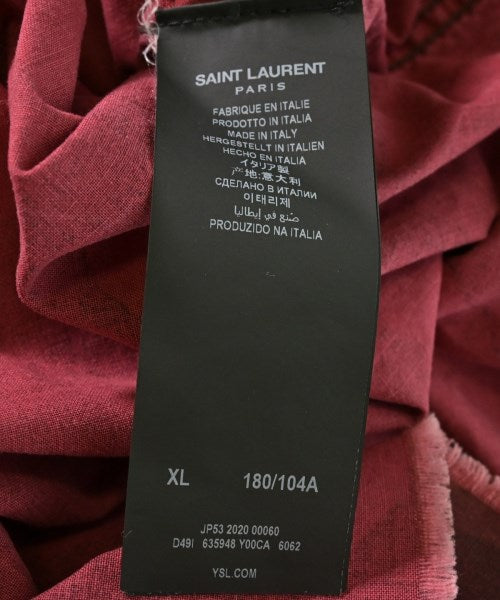 SAINT LAURENT
PARIS
FABRIQUE EN ITALIE
PRODOTTO IN ITALIA
MADE IN ITALY
HERGESTELLT IN ITALIEN
HECHO EN ITALIA
イタリア製
产地:意大利
СДЕЛАНО В ИТАЛИИ
이태리제
صنع في إيطاليا
PRODUZIDO NA ITALIA
XL 180/104A
JP53 2020 00060
D49I 635948 Y00CA 6062
YSL.COM